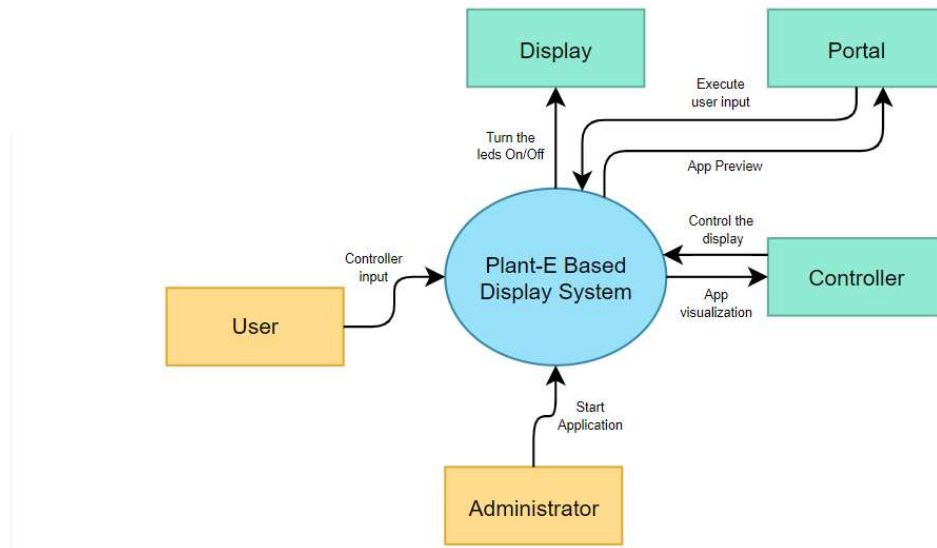 Display
Portal
Execute
user input
Turn the
leds On/Off
App Preview
Control the
display
Controller
input
Plant-E Based
Display System
Controller
App
visualization
User
Start
Application
Administrator